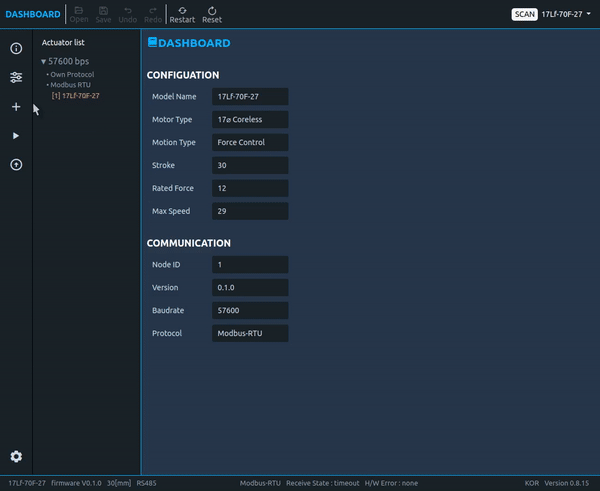 DASHBOARD Open Save Undo Redo Restart Reset SCAN 17Lf-70F-27
Actuator list
▾ 57600 bps
• Own Protocol
• Modbus RTU
[1] 17Lf-70F-27
DASHBOARD
CONFIGUATION
Model Name 17Lf-70F-27
Motor Type 17⌀ Coreless
Motion Type Force Control
Stroke 30
Rated Force 12
Max Speed 29
COMMUNICATION
Node ID 1
Version 0.1.0
Baudrate 57600
Protocol Modbus-RTU
17Lf-70F-27 firmware V0.1.0 30[mm] RS485 Modbus-RTU Receive State : timeout H/W Error : none KOR Version 0.8.15